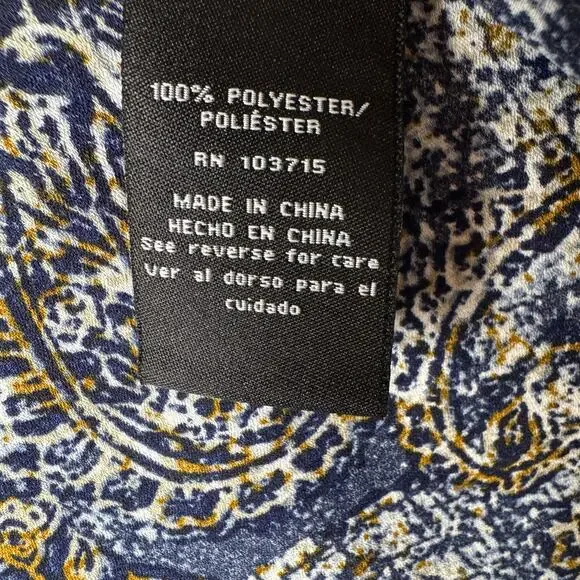 100% POLYESTER/
POLIÉSTER
RN 103715
MADE IN CHINA
HECHO EN CHINA
See reverse for care
Ver al dorso para el
cuidado